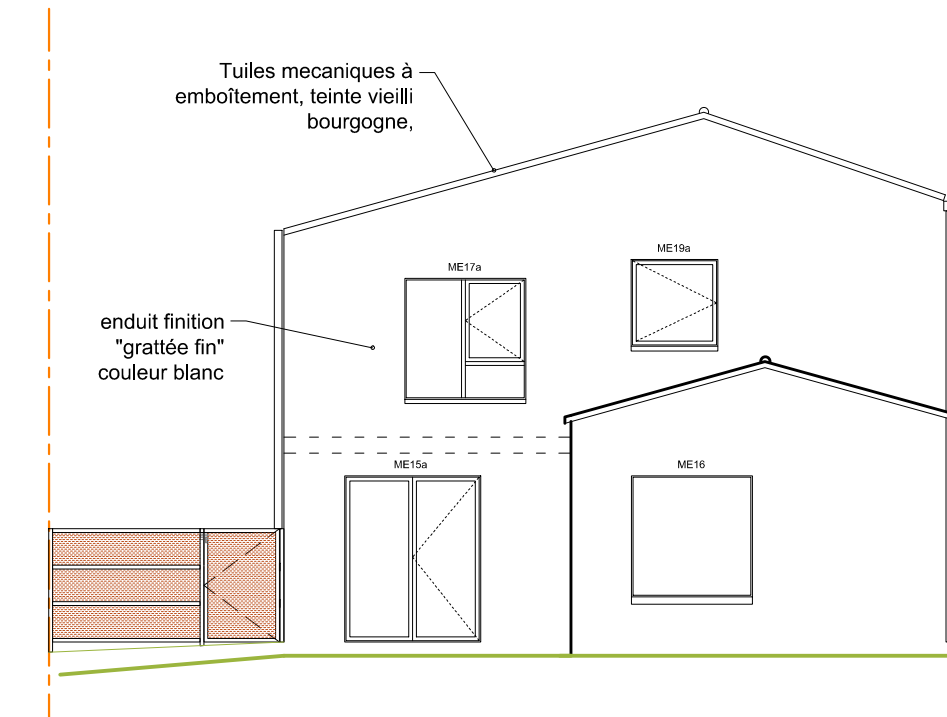 Tuiles mecaniques à
emboîtement, teinte vieilli
bourgogne,
ME17a
ME19a
enduit finition
"grattée fin"
couleur blanc
ME15a
ME16